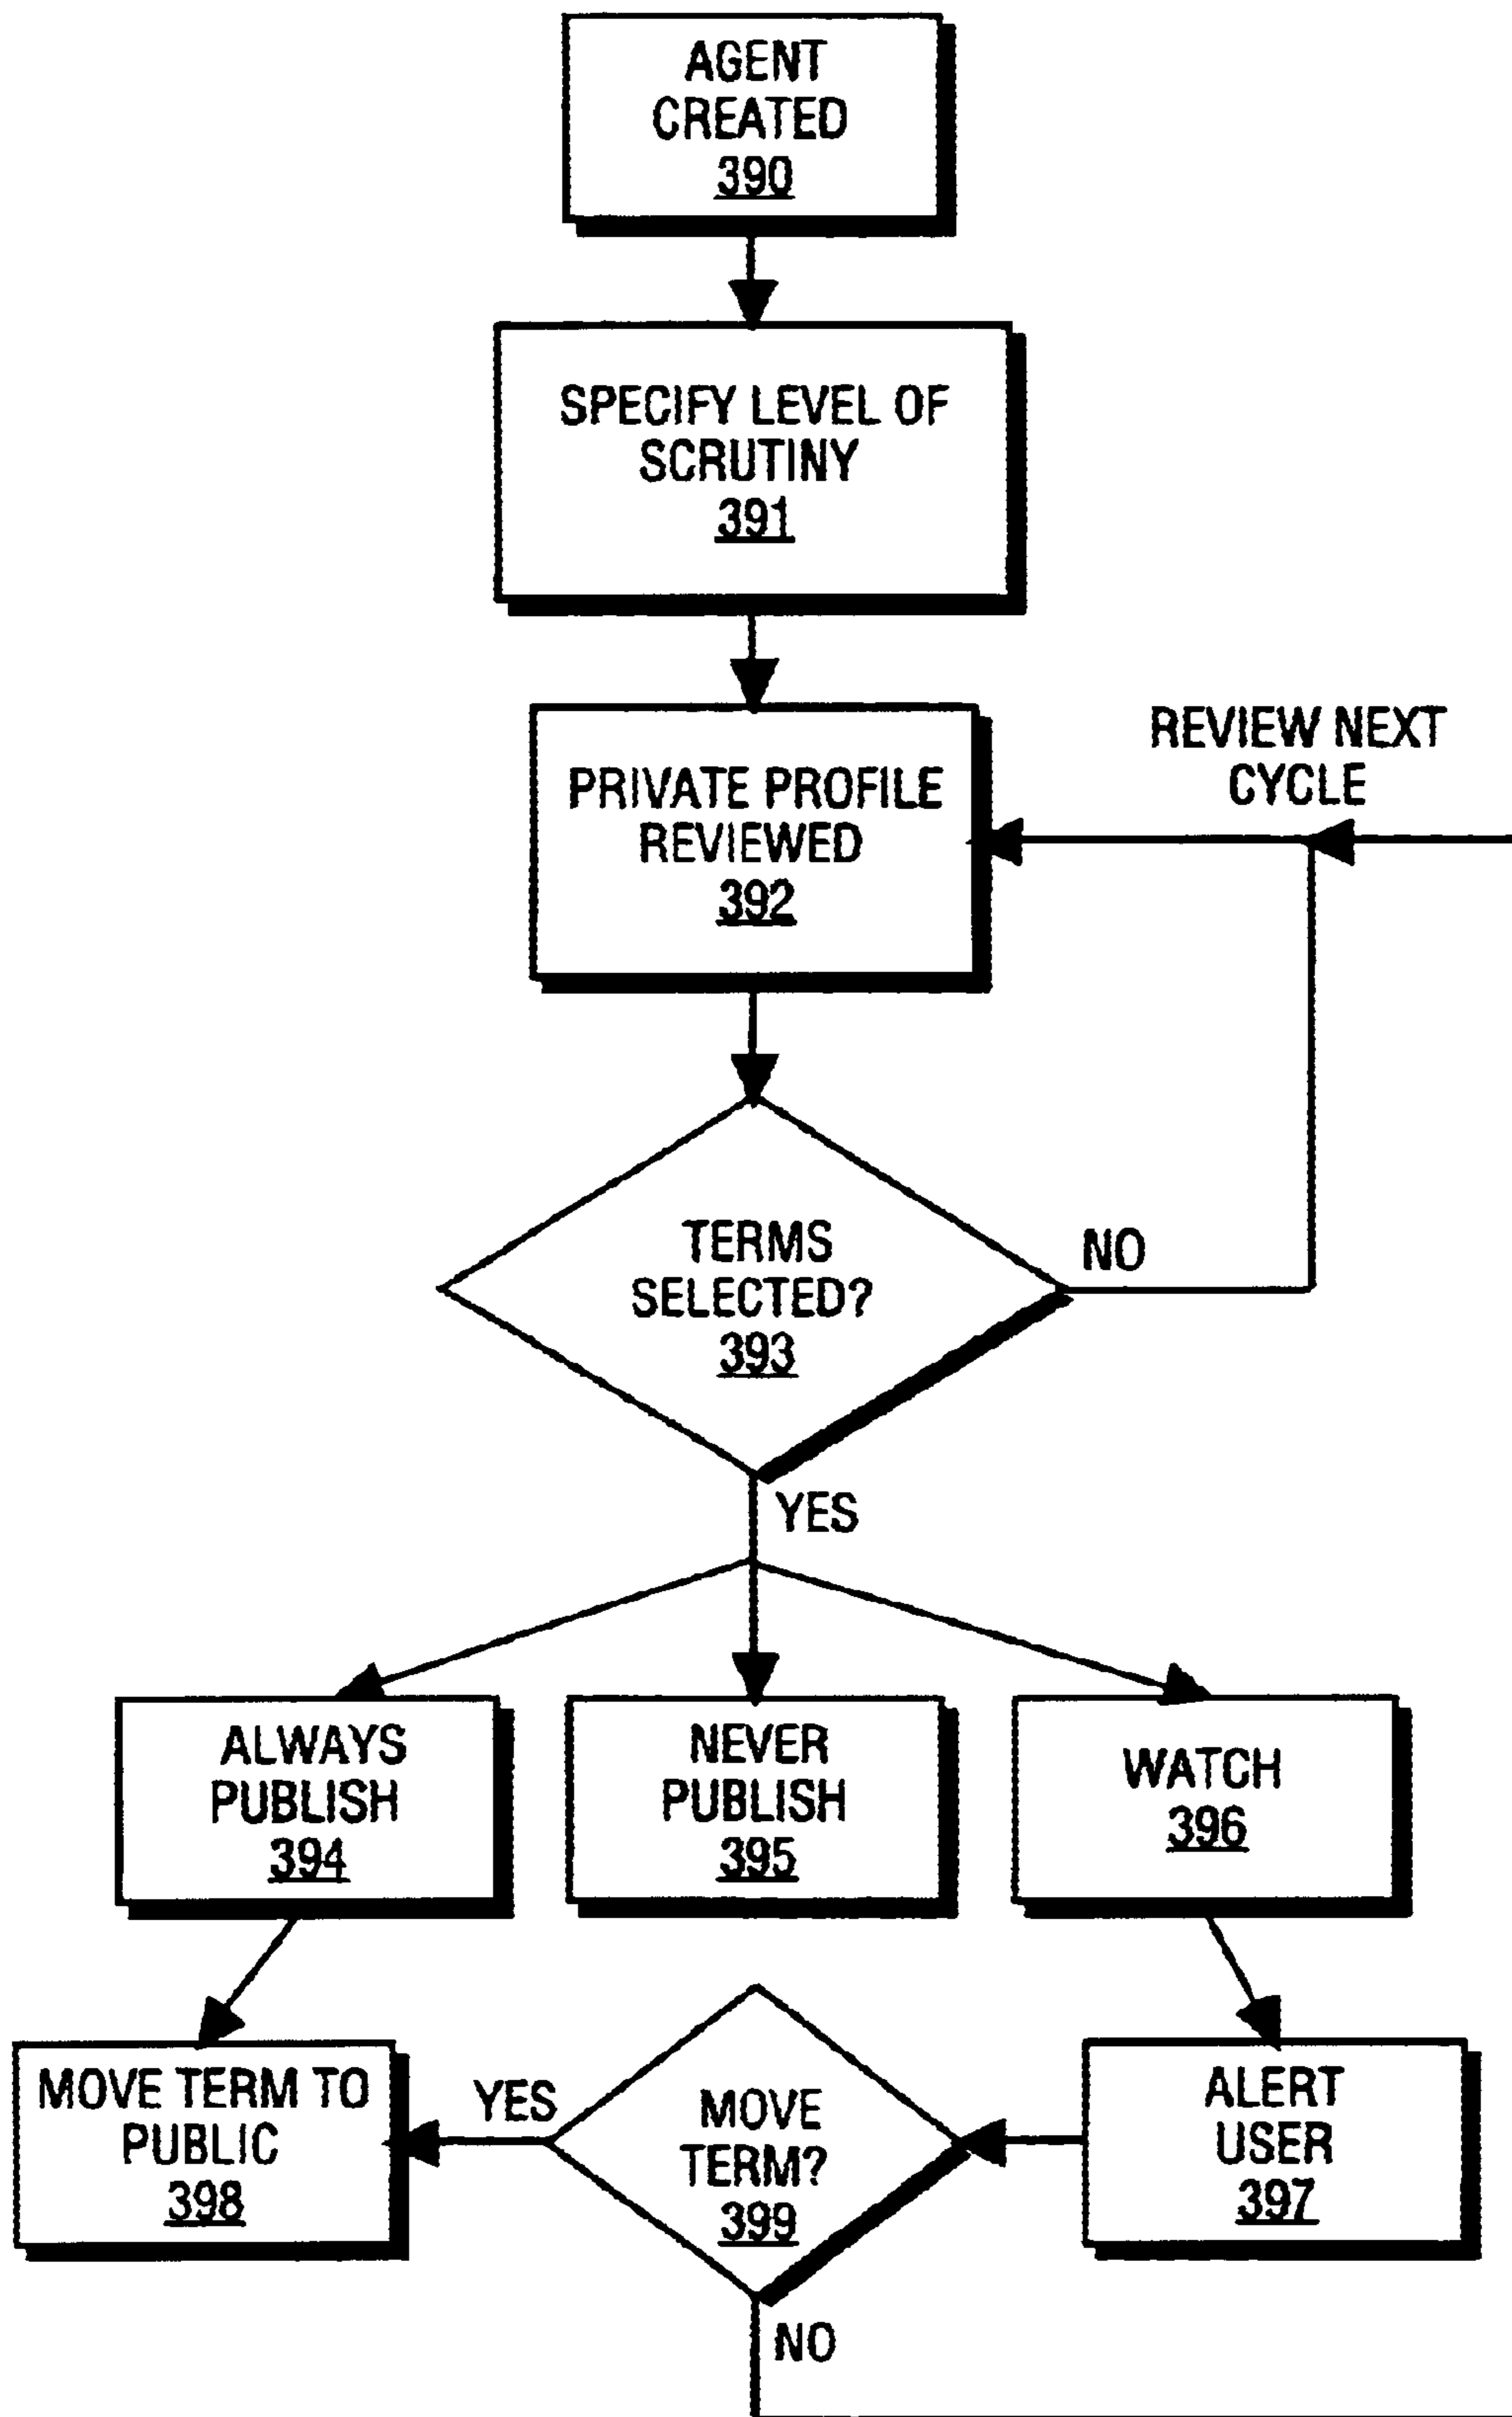 AGENT
CREATED
390
SPECIFY LEVEL OF
SCRUTINY
391
REVIEW NEXT
CYCLE
PRIVATE PROFILE
REVIEWED
392
TERMS
SELECTED?
393
NO
YES
ALWAYS
PUBLISH
394
NEVER
PUBLISH
395
WATCH
396
MOVE TERM TO
PUBLIC
398
YES
MOVE
TERM?
399
ALERT
USER
397
NO